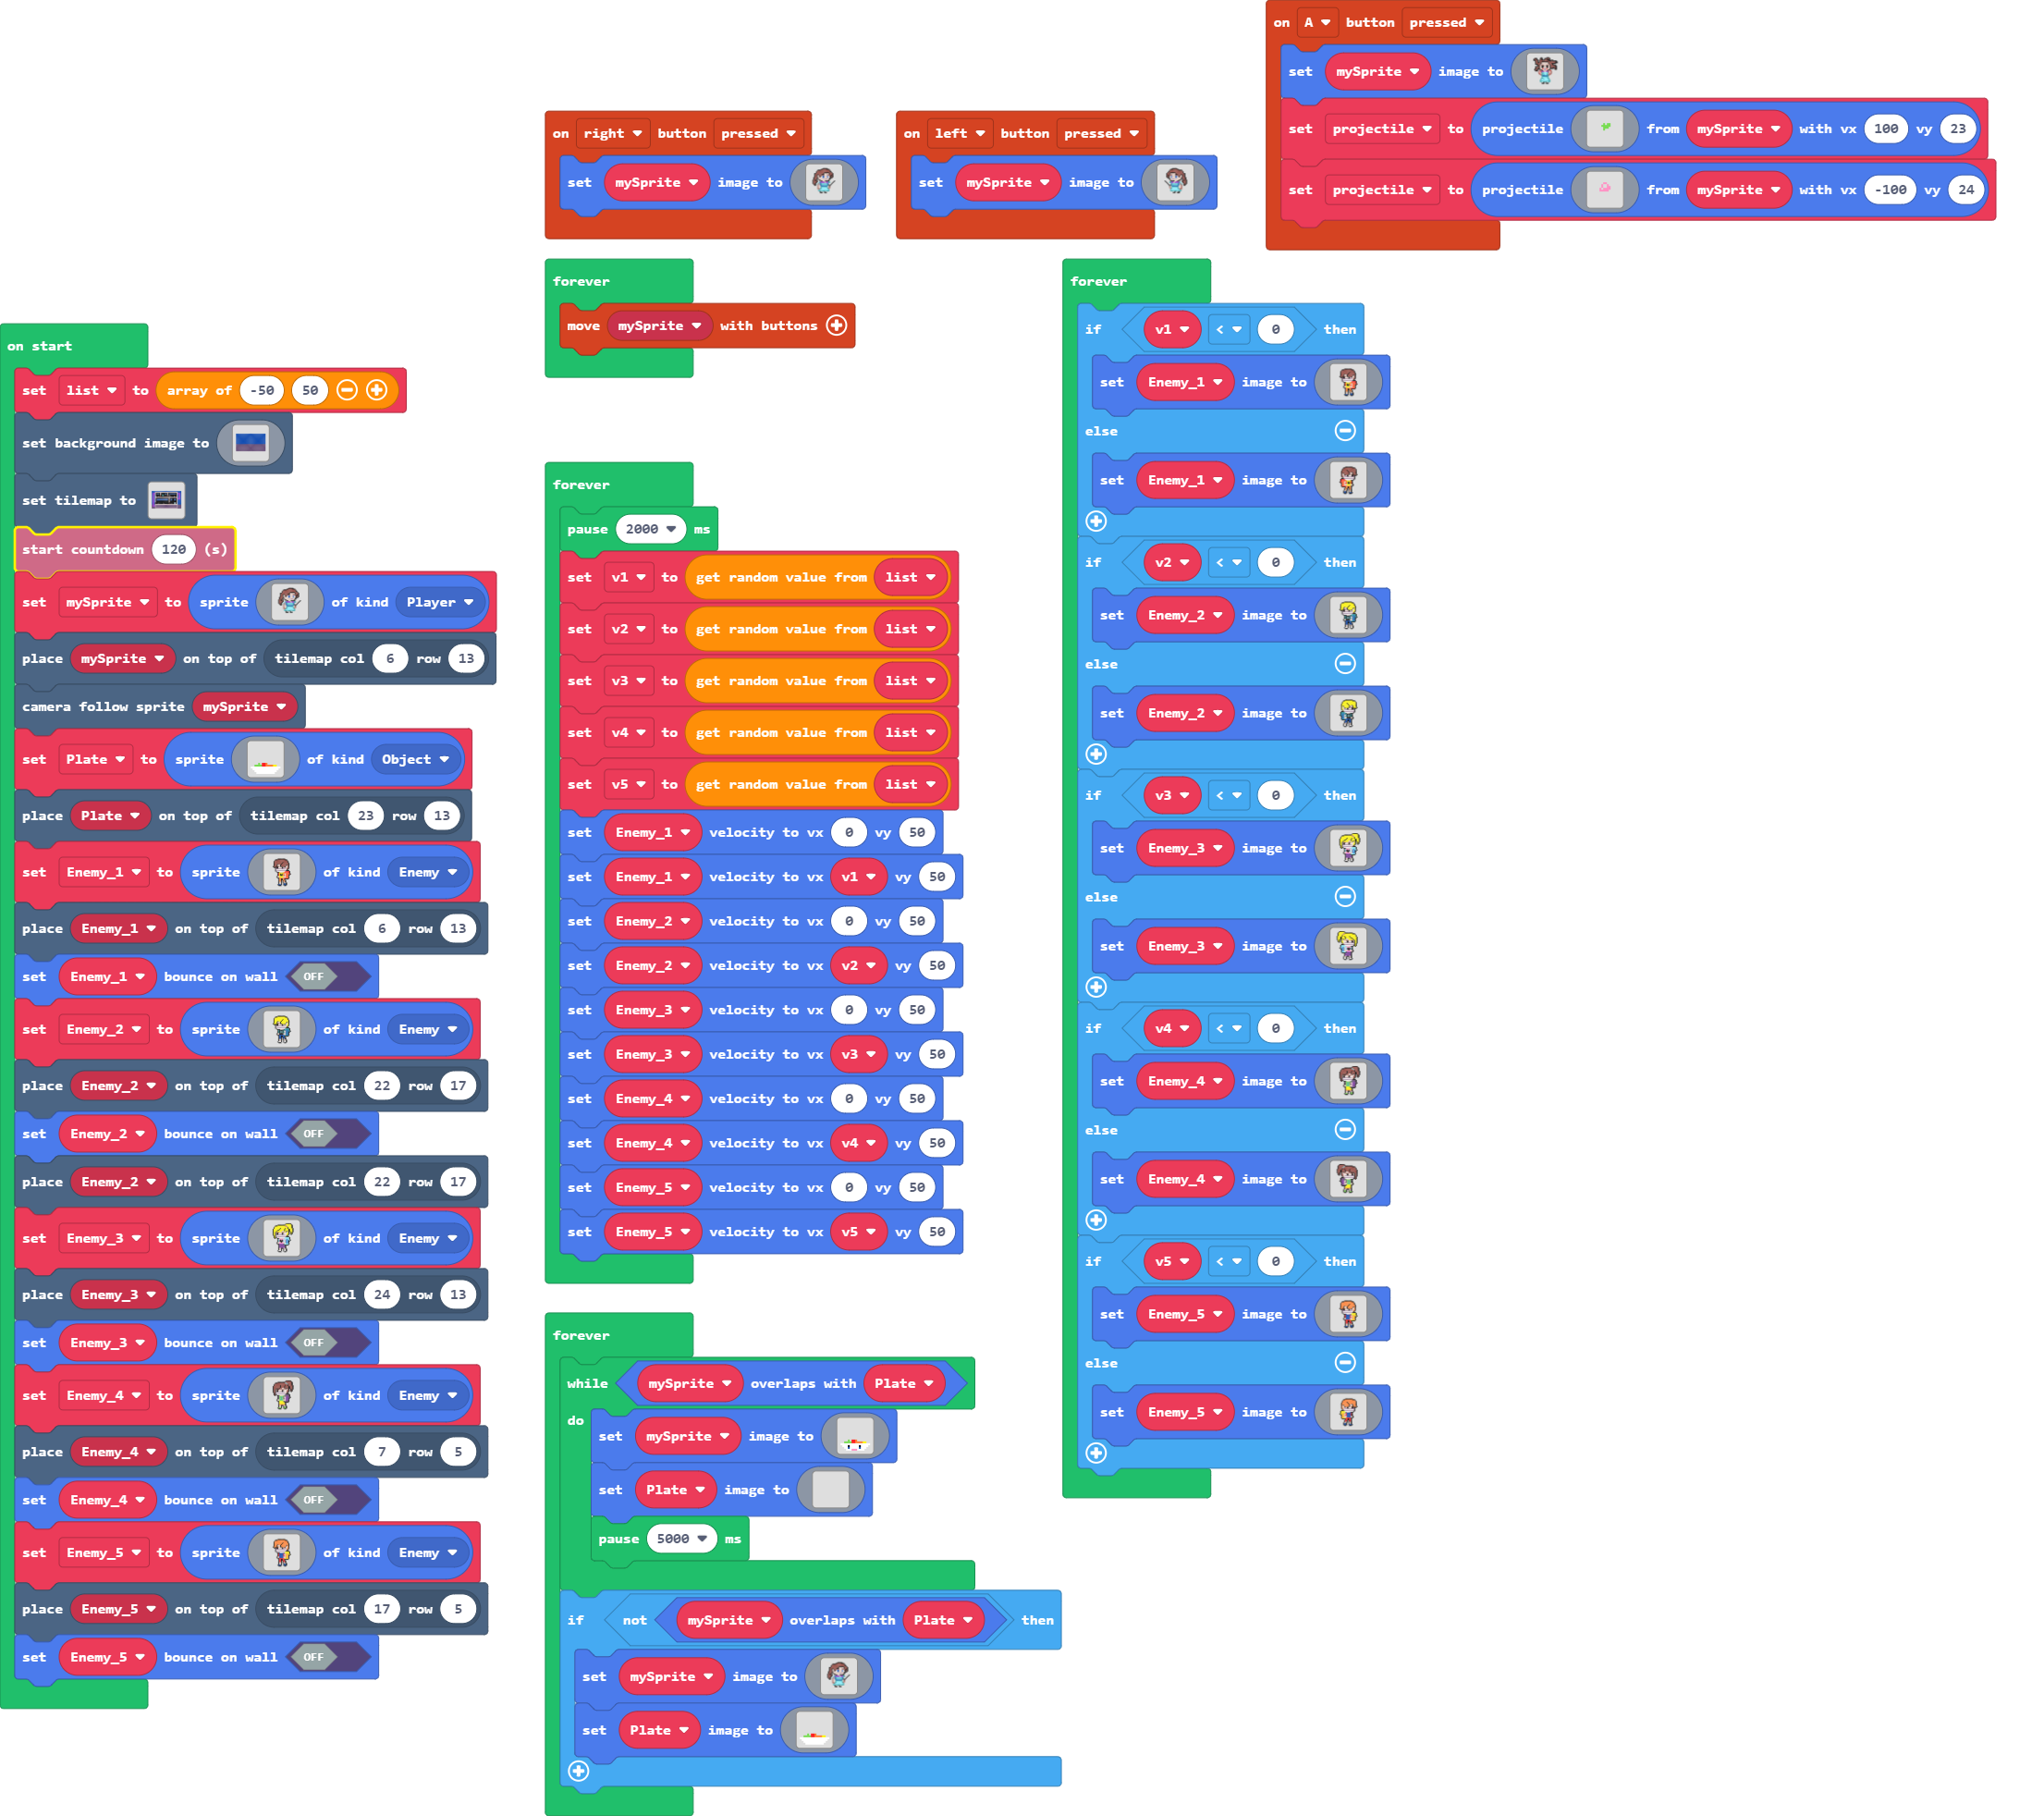 on start
set list to array of -50 50
set background image to
set tilemap to
start countdown 120 (s)
set mySprite to sprite of kind Player
place mySprite on top of tilemap col 6 row 13
camera follow sprite mySprite
set Plate to sprite of kind Object
place Plate on top of tilemap col 23 row 13
set Enemy_1 to sprite of kind Enemy
place Enemy_1 on top of tilemap col 6 row 13
set Enemy_1 bounce on wall OFF
set Enemy_2 to sprite of kind Enemy
place Enemy_2 on top of tilemap col 22 row 17
set Enemy_2 bounce on wall OFF
place Enemy_2 on top of tilemap col 22 row 17
set Enemy_3 to sprite of kind Enemy
place Enemy_3 on top of tilemap col 24 row 13
set Enemy_3 bounce on wall OFF
set Enemy_4 to sprite of kind Enemy
place Enemy_4 on top of tilemap col 7 row 5
set Enemy_4 bounce on wall OFF
set Enemy_5 to sprite of kind Enemy
place Enemy_5 on top of tilemap col 17 row 5
set Enemy_5 bounce on wall OFF
on right button pressed
set mySprite image to
on left button pressed
set mySprite image to
on A button pressed
set mySprite image to
set projectile to projectile from mySprite with vx 100 vy 23
set projectile to projectile from mySprite with vx -100 vy 24
forever
move mySprite with buttons
forever
pause 2000 ms
set v1 to get random value from list
set v2 to get random value from list
set v3 to get random value from list
set v4 to get random value from list
set v5 to get random value from list
set Enemy_1 velocity to vx 0 vy 50
set Enemy_1 velocity to vx v1 vy 50
set Enemy_2 velocity to vx 0 vy 50
set Enemy_2 velocity to vx v2 vy 50
set Enemy_3 velocity to vx 0 vy 50
set Enemy_3 velocity to vx v3 vy 50
set Enemy_4 velocity to vx 0 vy 50
set Enemy_4 velocity to vx v4 vy 50
set Enemy_5 velocity to vx 0 vy 50
set Enemy_5 velocity to vx v5 vy 50
forever
while mySprite overlaps with Plate
do
set mySprite image to
set Plate image to
pause 5000 ms
if not mySprite overlaps with Plate then
set mySprite image to
set Plate image to
forever
if v1 < 0 then
set Enemy_1 image to
else
set Enemy_1 image to
if v2 < 0 then
set Enemy_2 image to
else
set Enemy_2 image to
if v3 < 0 then
set Enemy_3 image to
else
set Enemy_3 image to
if v4 < 0 then
set Enemy_4 image to
else
set Enemy_4 image to
if v5 < 0 then
set Enemy_5 image to
else
set Enemy_5 image to